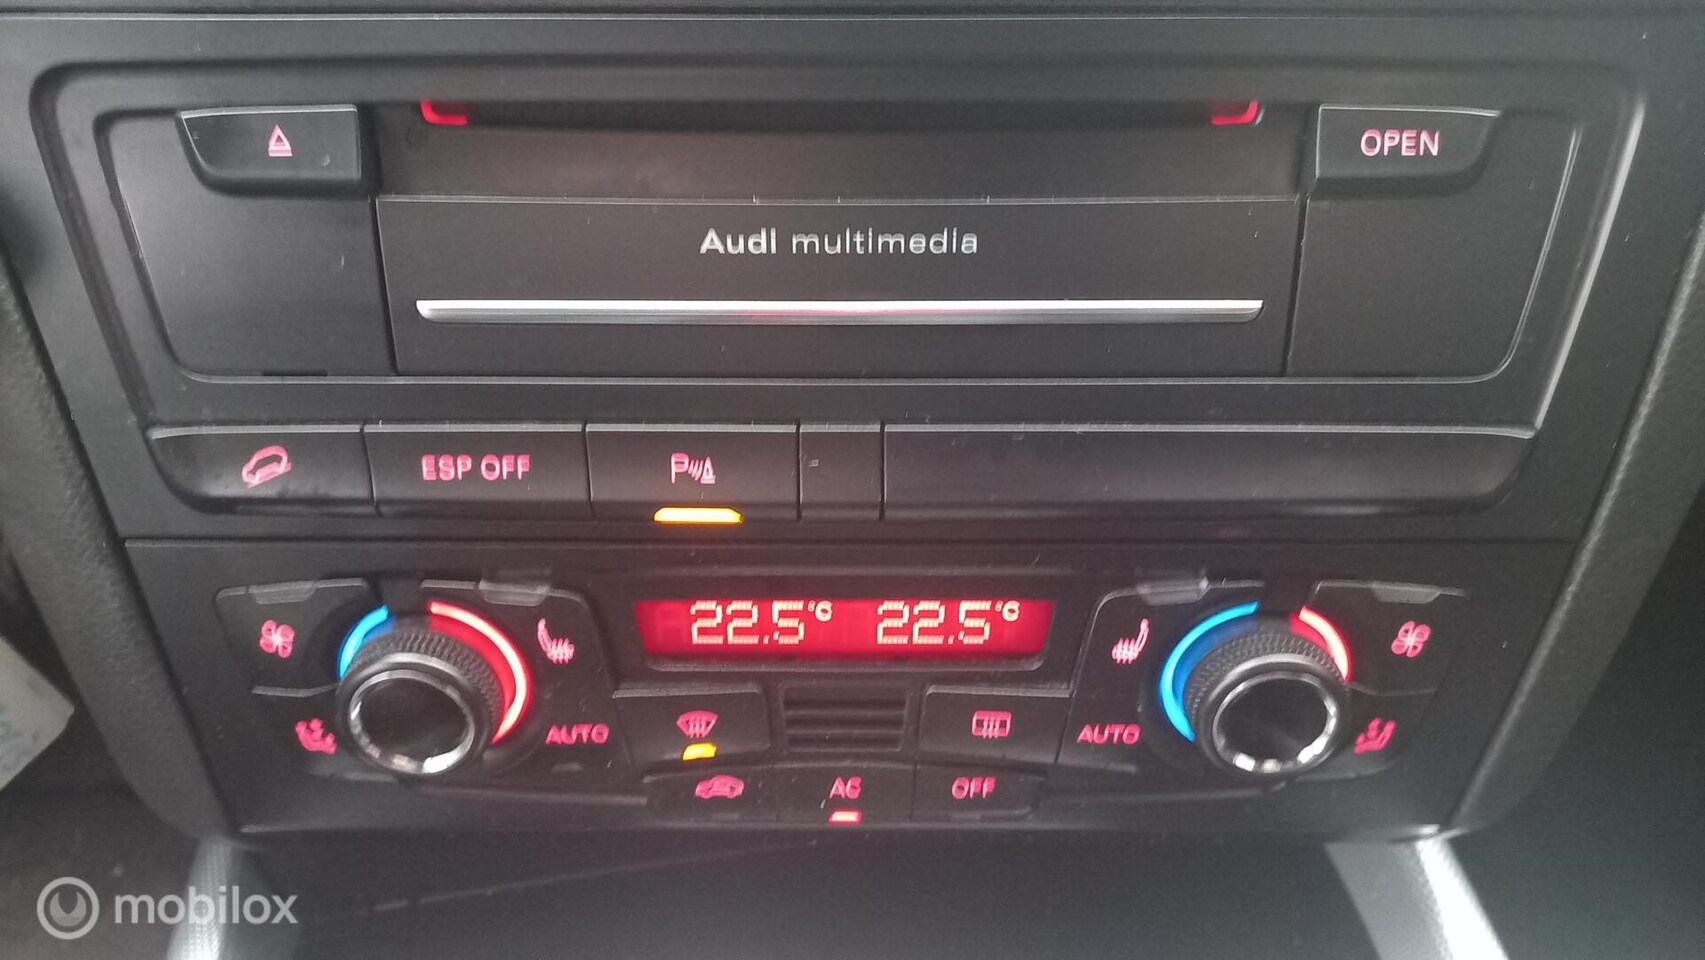 OPEN
Audi multimedia
ESP OFF
P
22.5°C 22.5°C
AUTO
AUTO
AC
OFF
mobilox